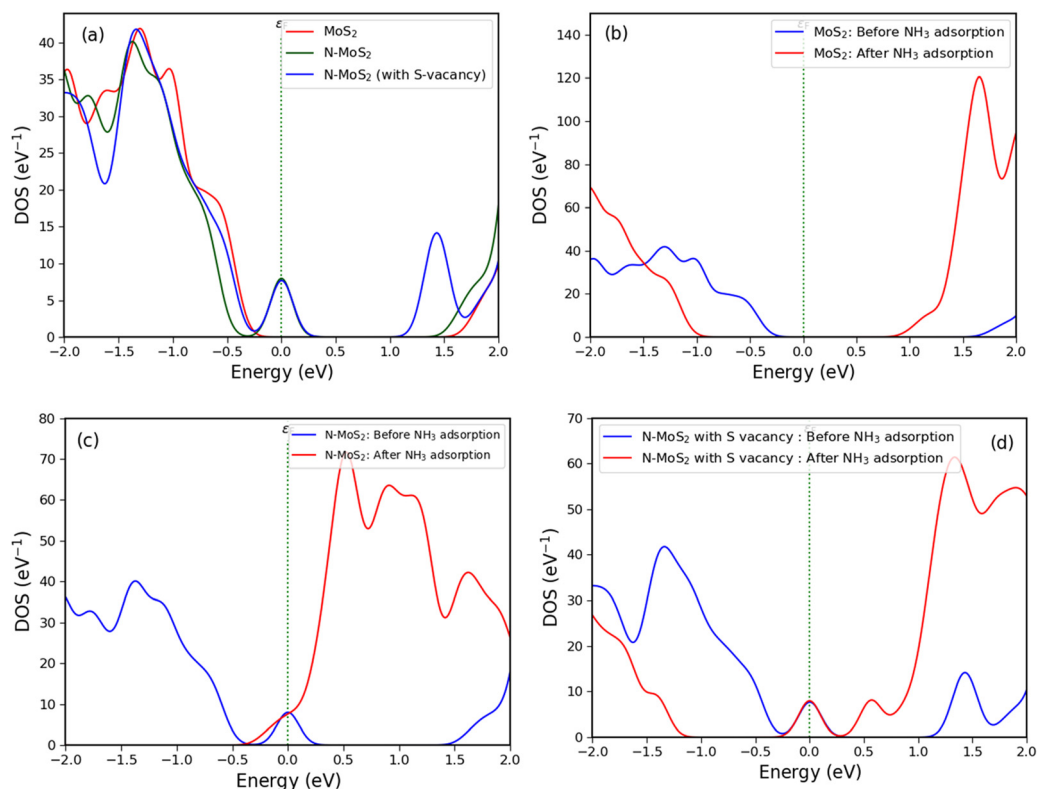 (a)
εF
MoS₂
N-MoS₂
N-MoS₂ (with S-vacancy)
DOS (eV⁻¹)
40
35
30
25
20
15
10
5
0
-2.0 -1.5 -1.0 -0.5 0.0 0.5 1.0 1.5 2.0
Energy (eV)
(b)
MoS₂: Before NH₃ adsorption
MoS₂: After NH₃ adsorption
DOS (eV⁻¹)
140
120
100
80
60
40
20
0
-2.0 -1.5 -1.0 -0.5 0.0 0.5 1.0 1.5 2.0
Energy (eV)
(c)
ε
N-MoS₂: Before NH₃ adsorption
N-MoS₂: After NH₃ adsorption
DOS (eV⁻¹)
80
70
60
50
40
30
20
10
0
-2.0 -1.5 -1.0 -0.5 0.0 0.5 1.0 1.5 2.0
Energy (eV)
N-MoS₂ with S vacancy : Before NH₃ adsorption
N-MoS₂ with S vacancy : After NH₃ adsorption
(d)
DOS (eV⁻¹)
70
60
50
40
30
20
10
0
-2.0 -1.5 -1.0 -0.5 0.0 0.5 1.0 1.5 2.0
Energy (eV)